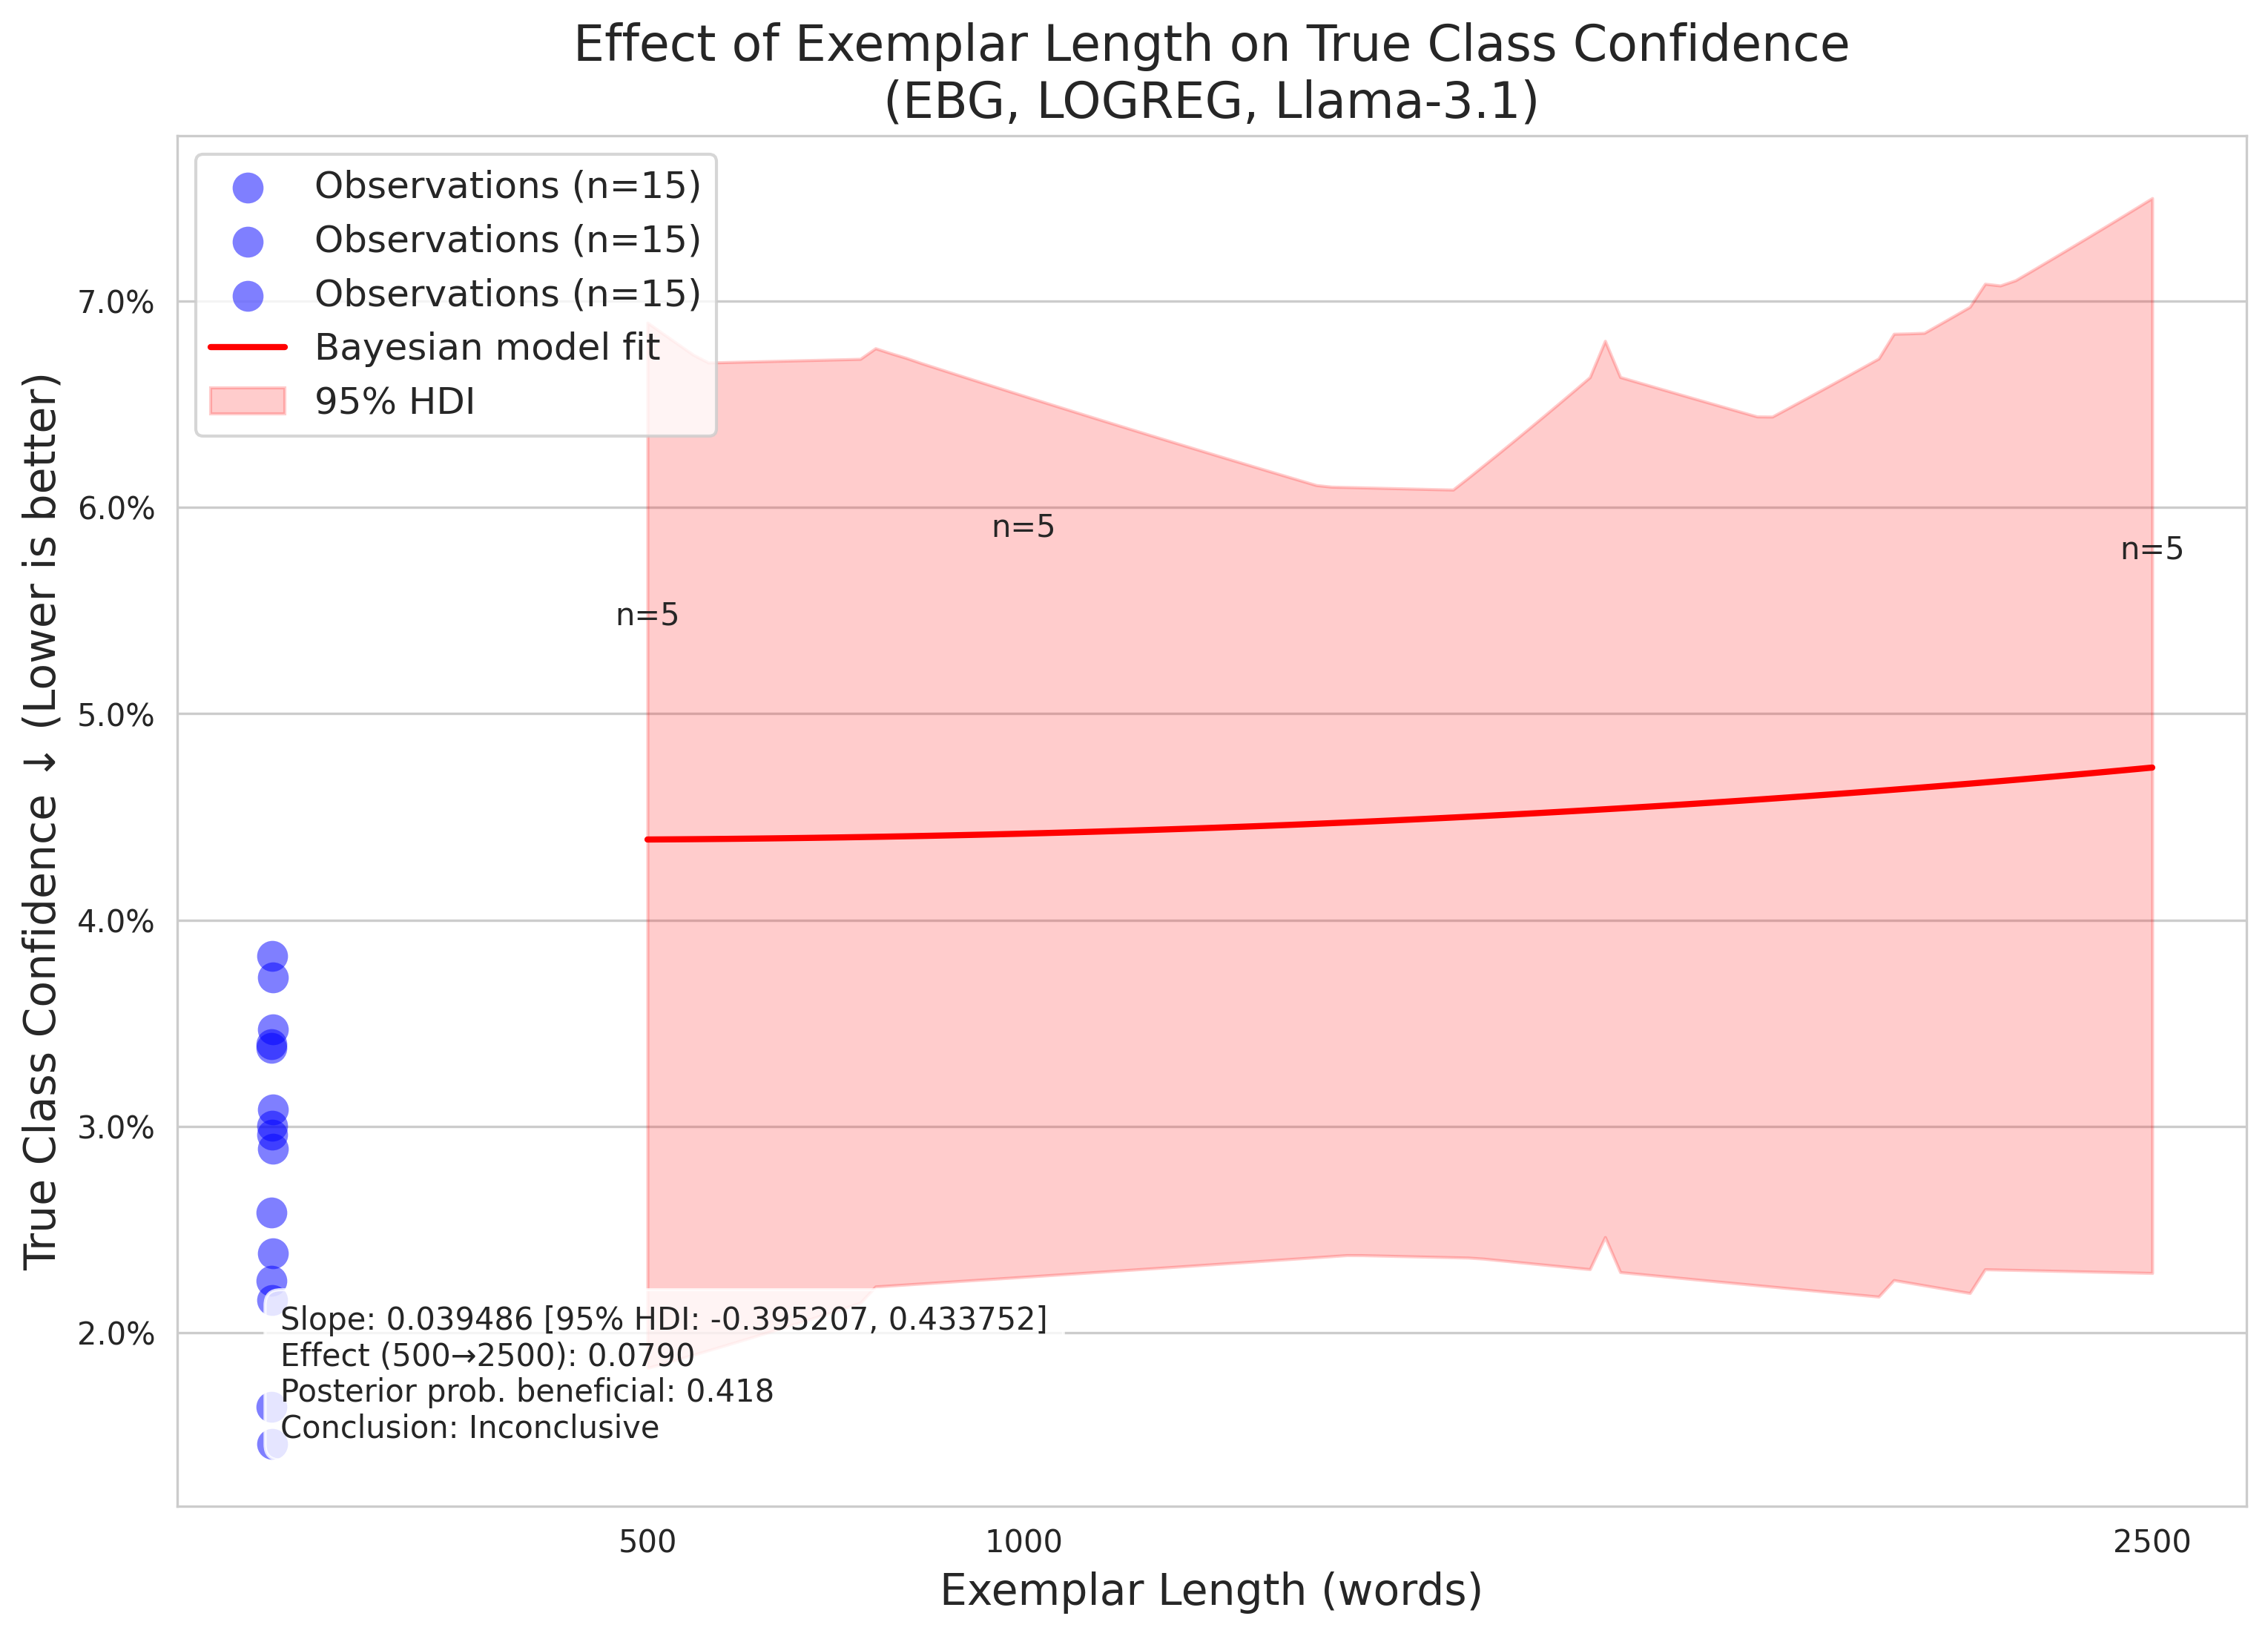 Effect of Exemplar Length on True Class Confidence
(EBG, LOGREG, Llama-3.1)
Observations (n=15)
Observations (n=15)
Observations (n=15)
Bayesian model fit
95% HDI
True Class Confidence ↓ (Lower is better)
7.0%
6.0%
5.0%
4.0%
3.0%
2.0%
n=5
n=5
n=5
Slope: 0.039486 [95% HDI: -0.395207, 0.433752]
Effect (500→2500): 0.0790
Posterior prob. beneficial: 0.418
Conclusion: Inconclusive
500
1000
2500
Exemplar Length (words)